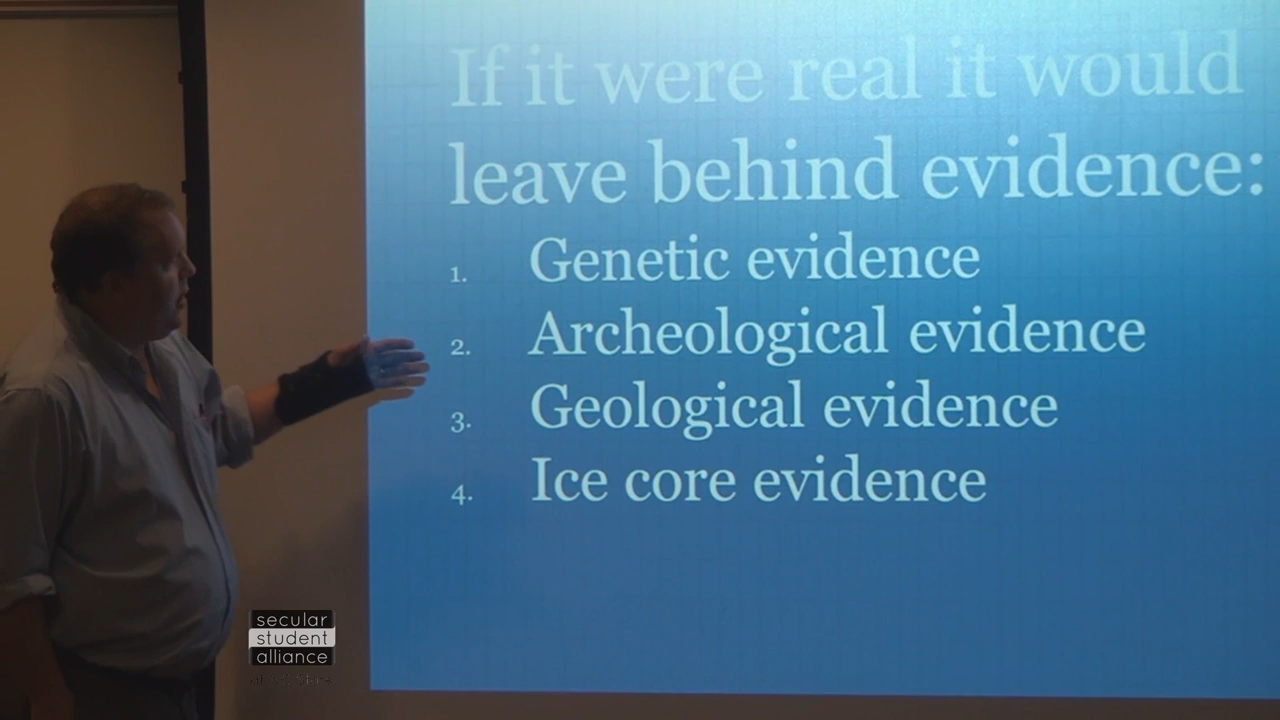 If it were real it would
leave behind evidence:
1. Genetic evidence
2. Archeological evidence
3. Geological evidence
4. Ice core evidence
secular
student
alliance